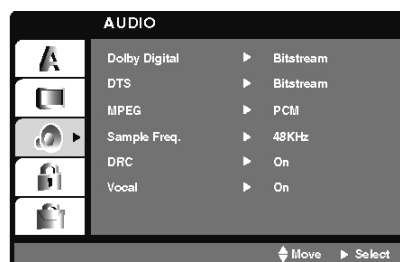 AUDIO
A
Dolby Digital ► Bitstream
DTS ► Bitstream
MPEG ► PCM
Sample Freq. ► 48KHz
DRC ► On
Vocal ► On
Move ► Select